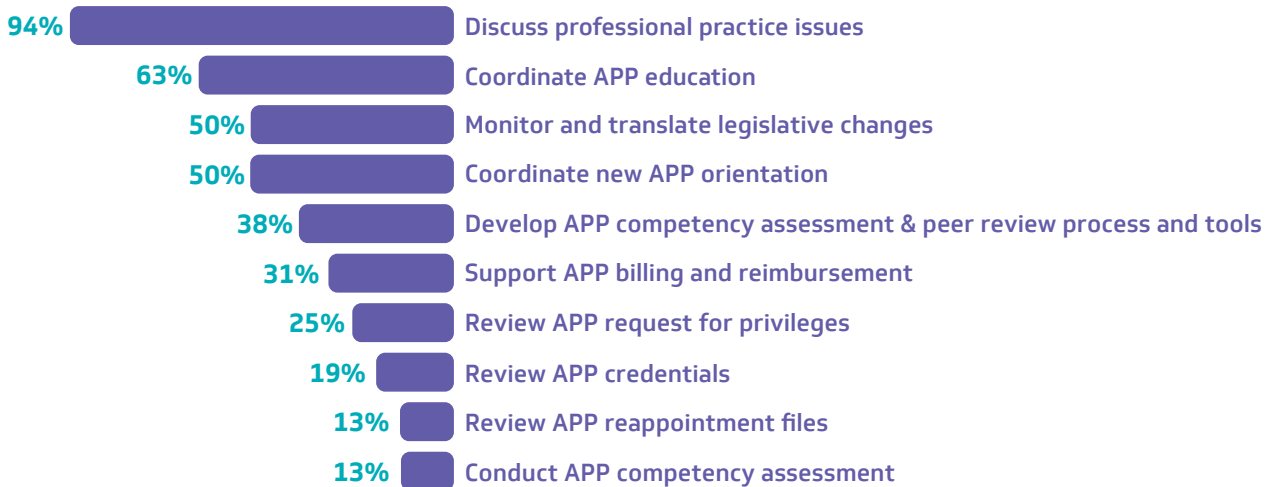 94% Discuss professional practice issues
63% Coordinate APP education
50% Monitor and translate legislative changes
50% Coordinate new APP orientation
38% Develop APP competency assessment & peer review process and tools
31% Support APP billing and reimbursement
25% Review APP request for privileges
19% Review APP credentials
13% Review APP reappointment files
13% Conduct APP competency assessment